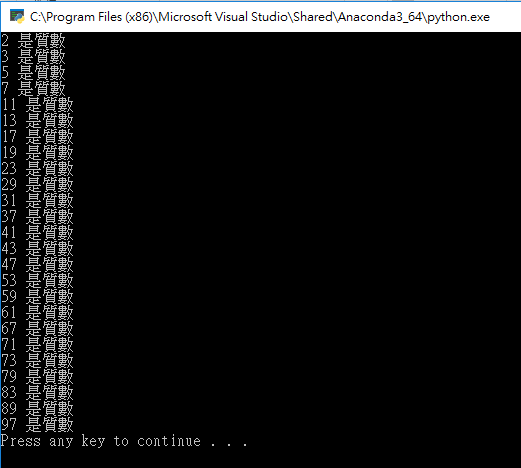 C:\Program Files (x86)\Microsoft Visual Studio\Shared\Anaconda3_64\python.exe
2 是質數
3 是質數
5 是質數
7 是質數
11 是質數
13 是質數
17 是質數
19 是質數
23 是質數
29 是質數
31 是質數
37 是質數
41 是質數
43 是質數
47 是質數
53 是質數
59 是質數
61 是質數
67 是質數
71 是質數
73 是質數
79 是質數
83 是質數
89 是質數
97 是質數
Press any key to continue . . .